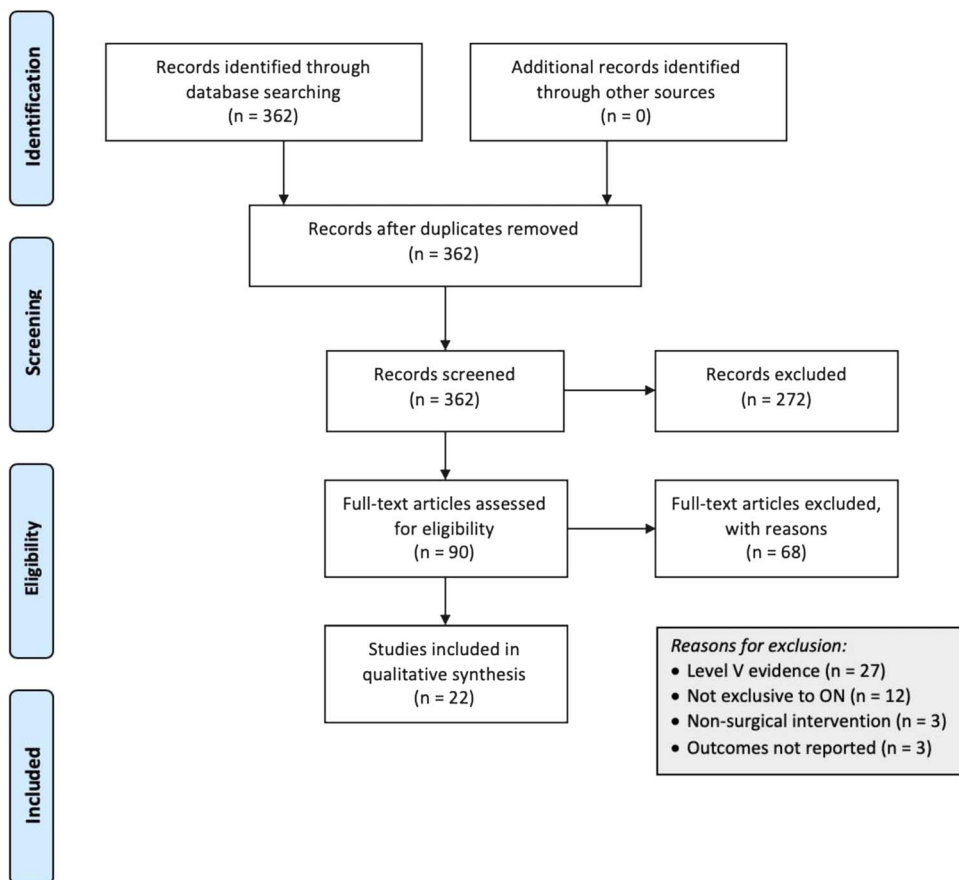 Identification
Records identified through
database searching
(n = 362)
Additional records identified
through other sources
(n = 0)
Records after duplicates removed
(n = 362)
Screening
Records screened
(n = 362)
Records excluded
(n = 272)
Eligibility
Full-text articles assessed
for eligibility
(n = 90)
Full-text articles excluded,
with reasons
(n = 68)
Studies included in
qualitative synthesis
(n = 22)
Reasons for exclusion:
• Level V evidence (n = 27)
• Not exclusive to ON (n = 12)
• Non-surgical intervention (n = 3)
• Outcomes not reported (n = 3)
Included